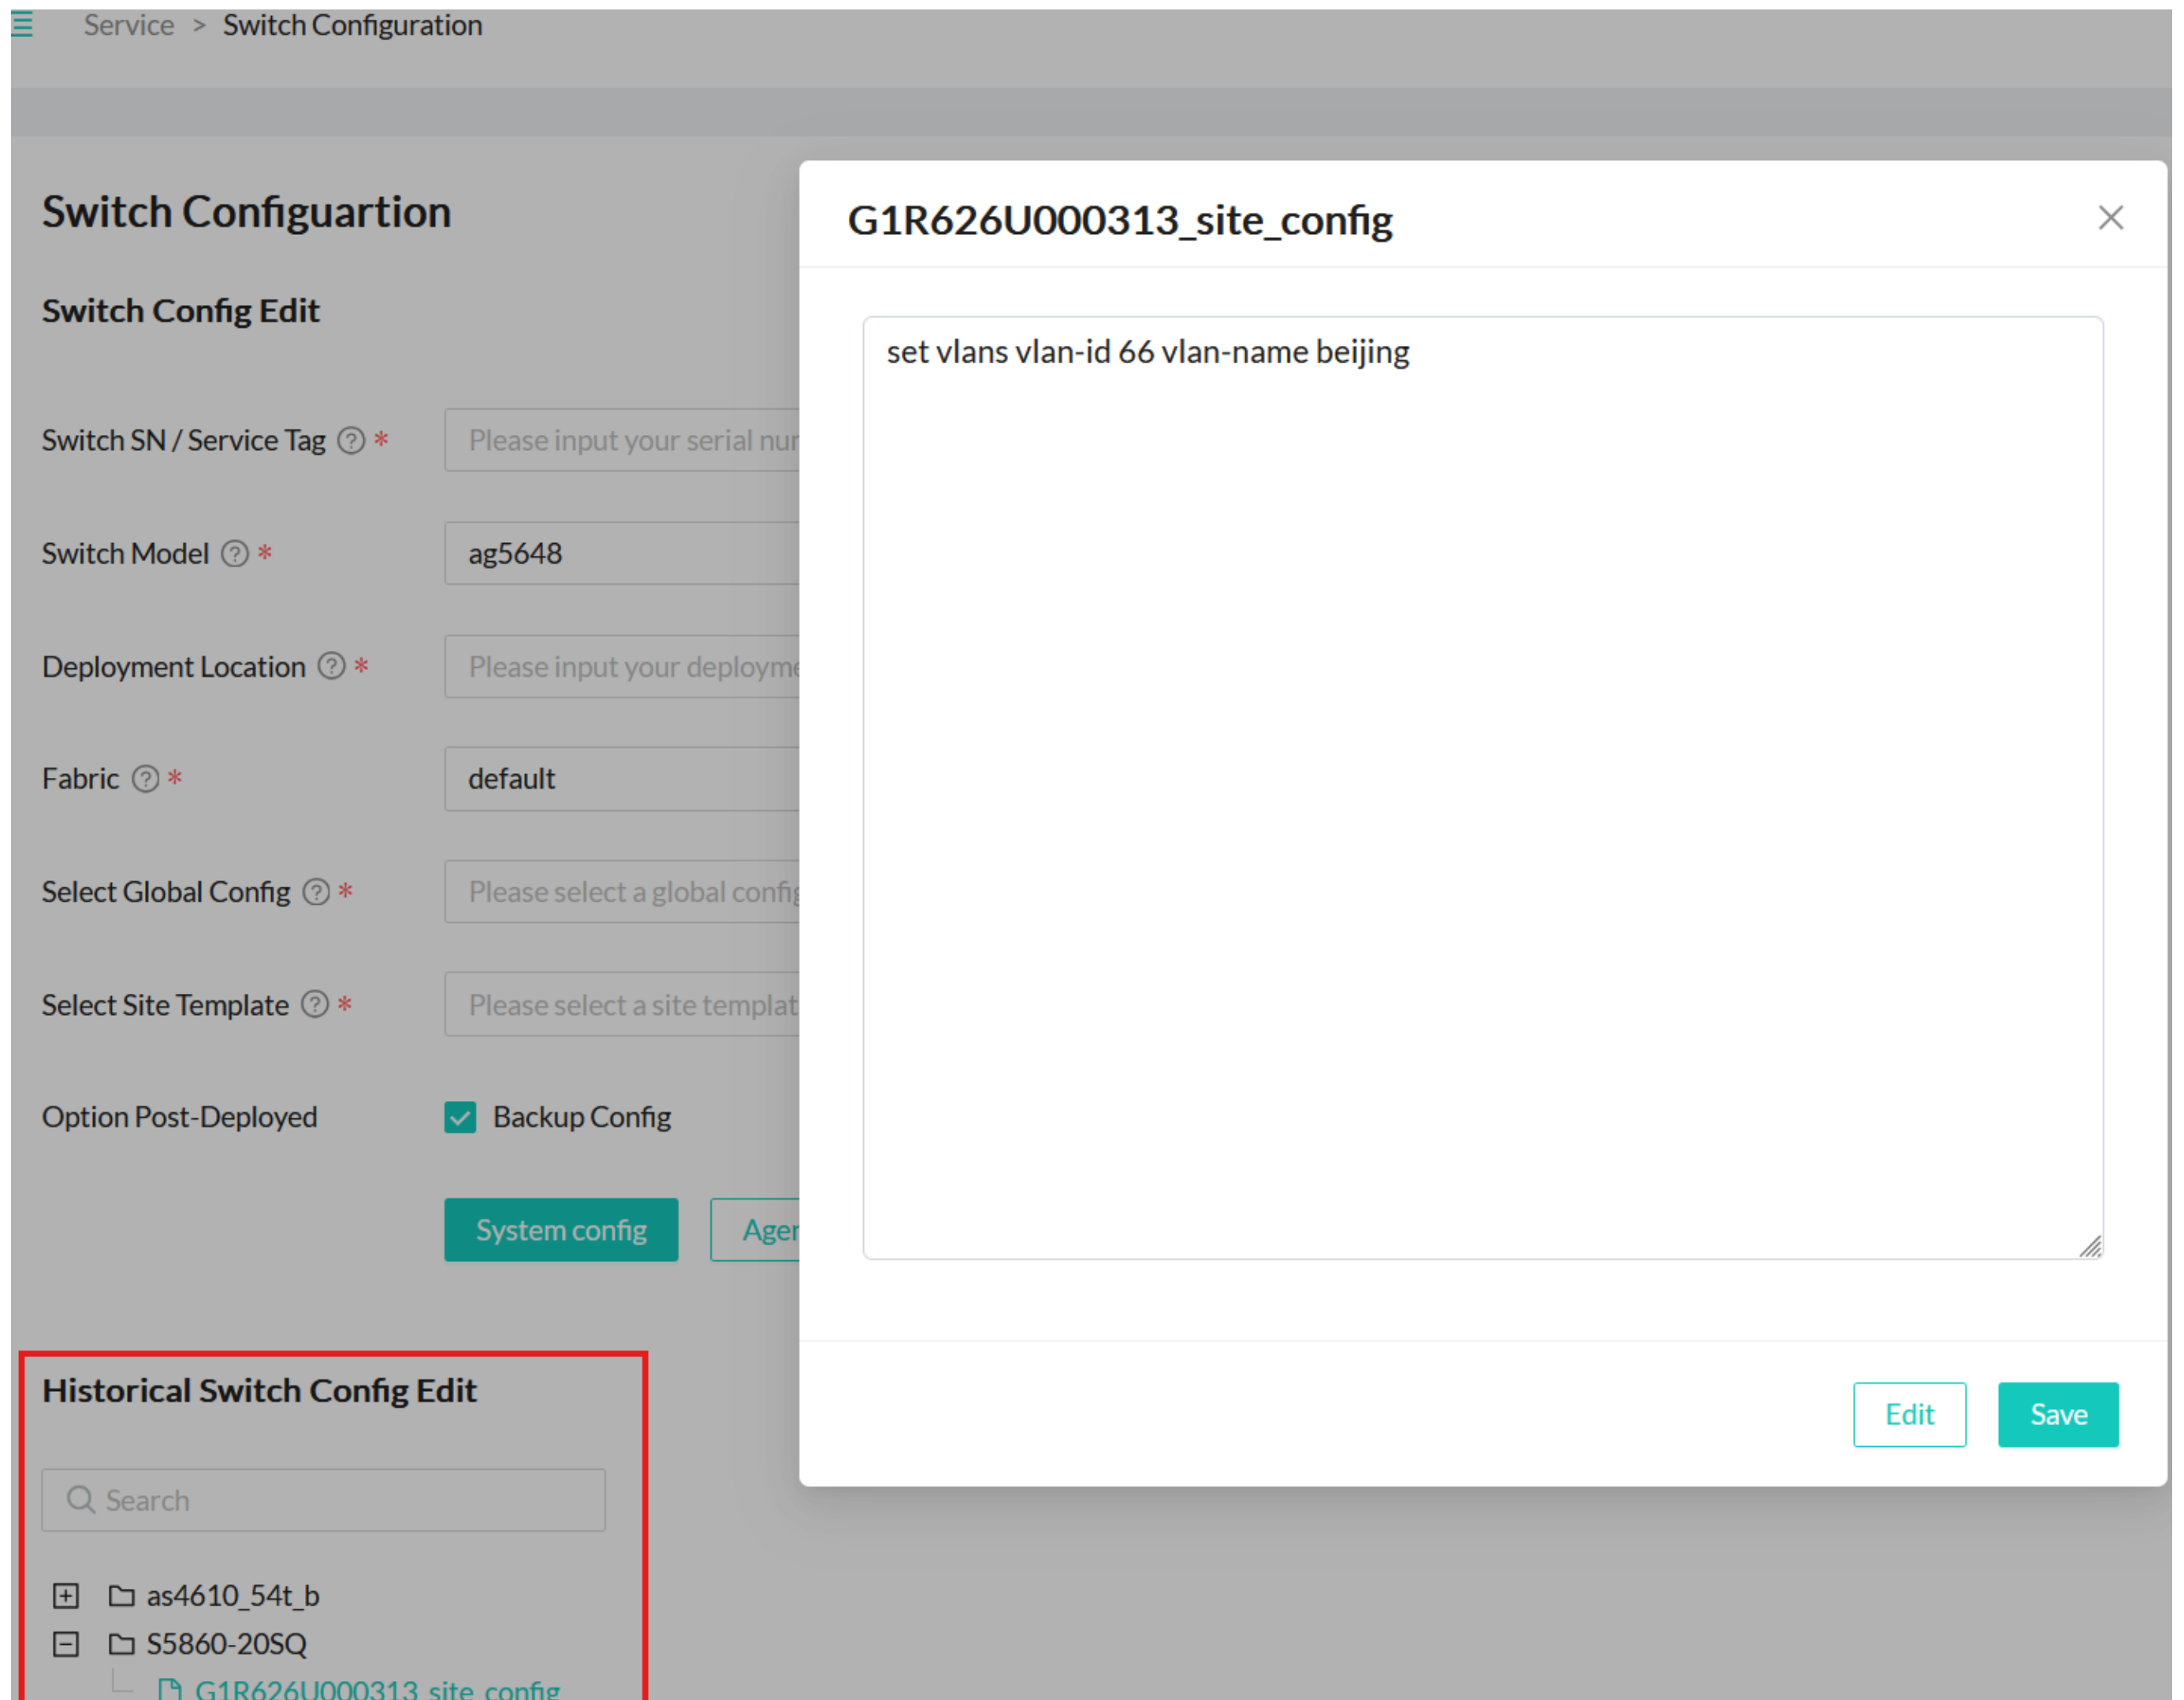 Service > Switch Configuration
Switch Configuartion
Switch Config Edit
Switch SN / Service Tag ? *
Please input your serial nur
Switch Model ? *
ag5648
Deployment Location ? *
Please input your deployme
Fabric ? *
default
Select Global Config ? *
Please select a global config
Select Site Template ? *
Please select a site templat
Option Post-Deployed
Backup Config
System config
Agen
Historical Switch Config Edit
Search
as4610_54t_b
S5860-20SQ
G1R626U000313_site_config
G1R626U000313_site_config
set vlans vlan-id 66 vlan-name beijing
Edit
Save